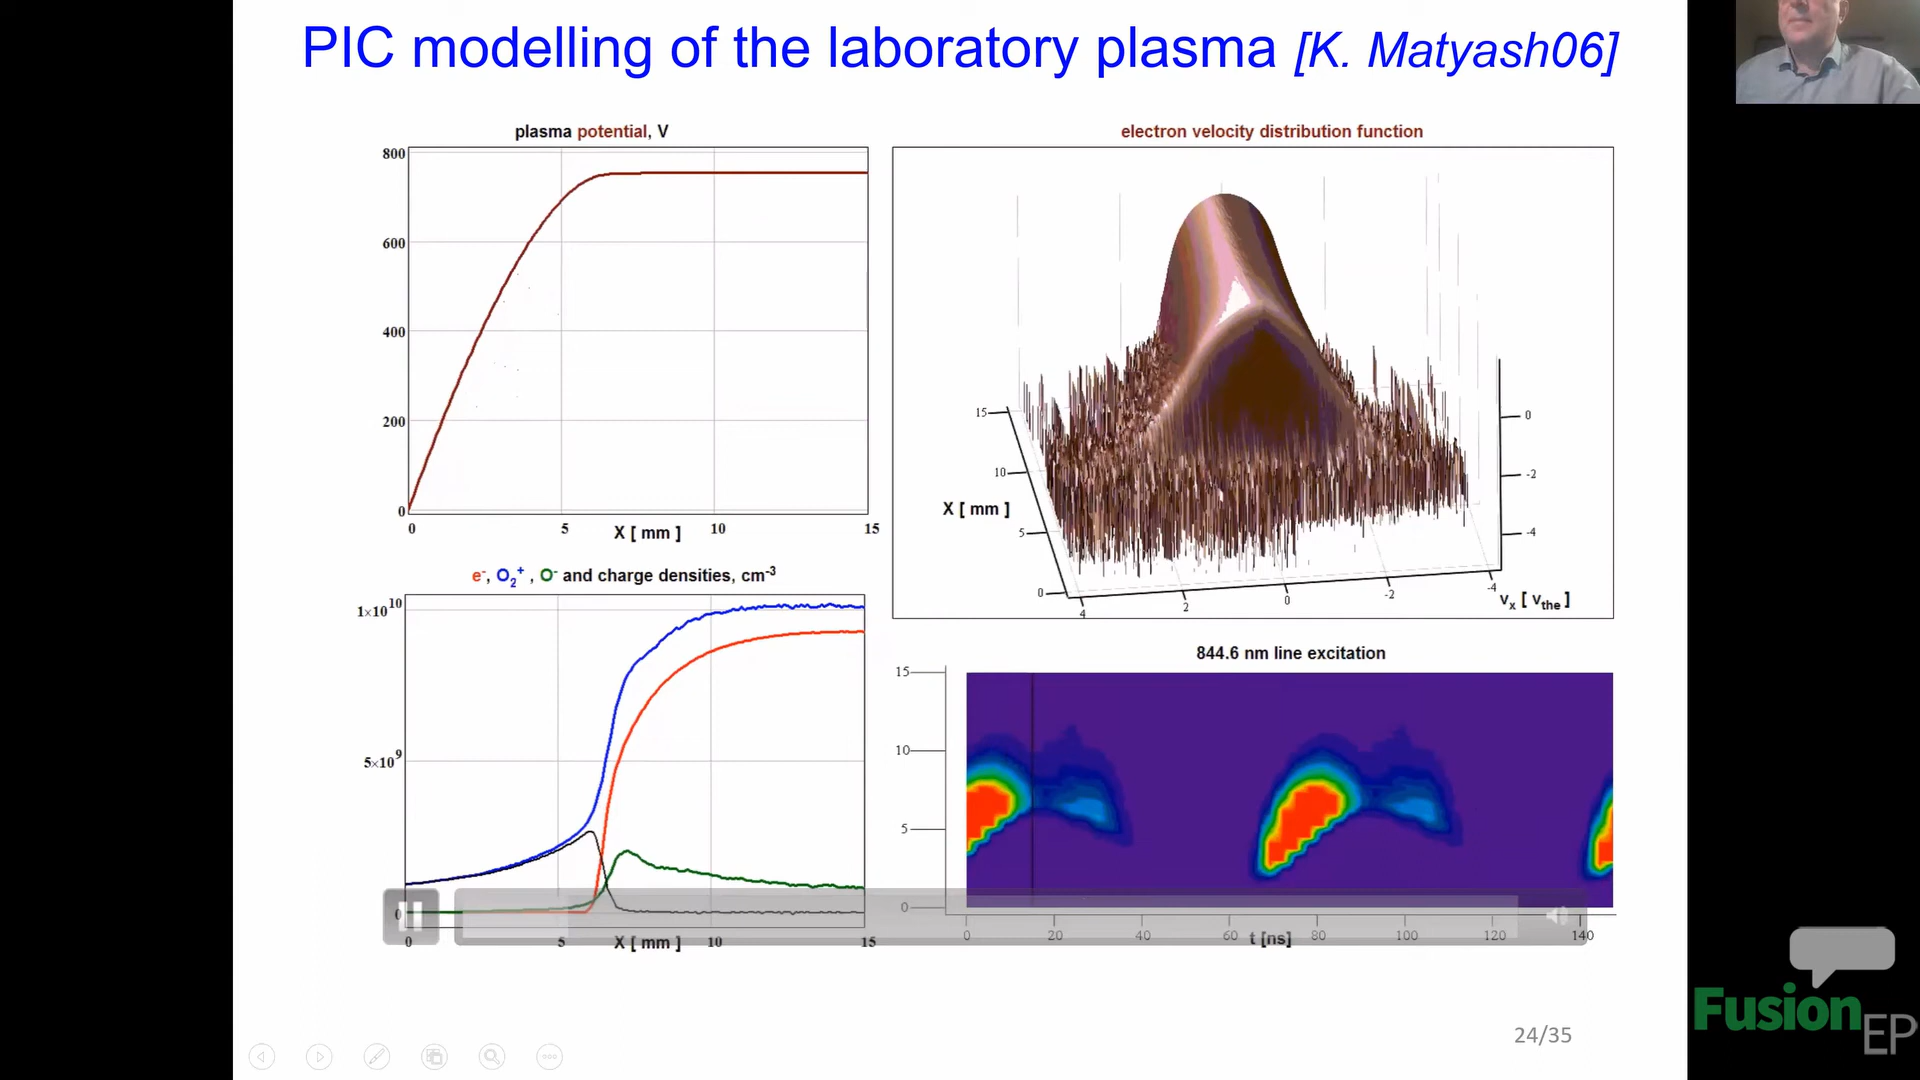 PIC modelling of the laboratory plasma [K. Matyash06]
plasma potential, V
800
600
400
200
0
0 5 10 15
X [ mm ]
electron velocity distribution function
15
10
5
0
X [ mm ]
4 2 0 -2 -4
vx [ vthe ]
0
-2
-4
e-, O2+ , O- and charge densities, cm-3
1×10 10
5×10 9
0
0 5 10 15
X [ mm ]
844.6 nm line excitation
15
10
5
0
0 20 40 60 80 100 120 140
t [ns]
24/35
Fusion
EP